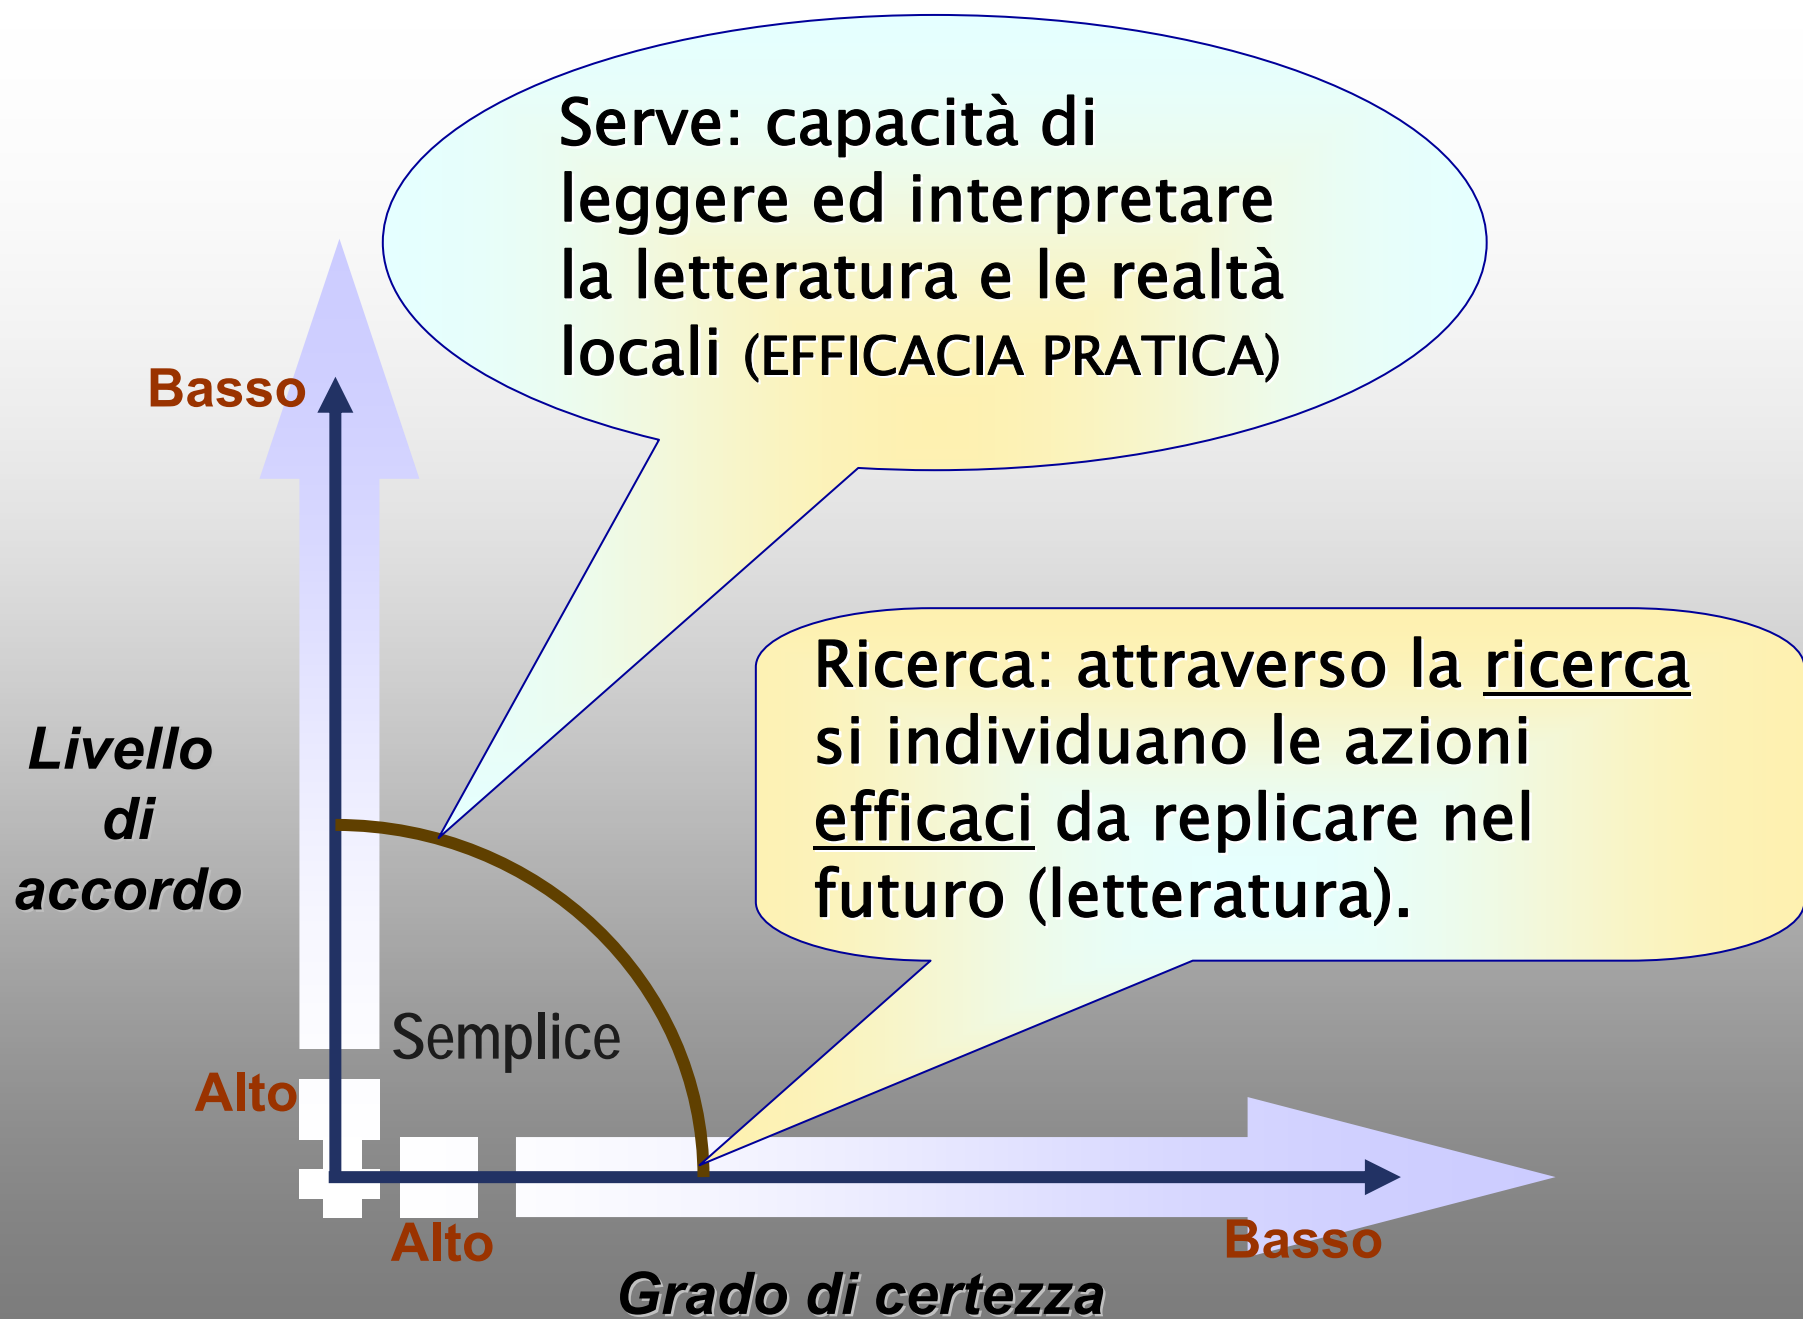 Serve: capacità di
leggere ed interpretare
la letteratura e le realtà
locali (EFFICACIA PRATICA)
Basso
Ricerca: attraverso la ricerca
si individuano le azioni
efficaci da replicare nel
futuro (letteratura).
Livello
di
accordo
Semplice
Alto
Alto
Basso
Grado di certezza